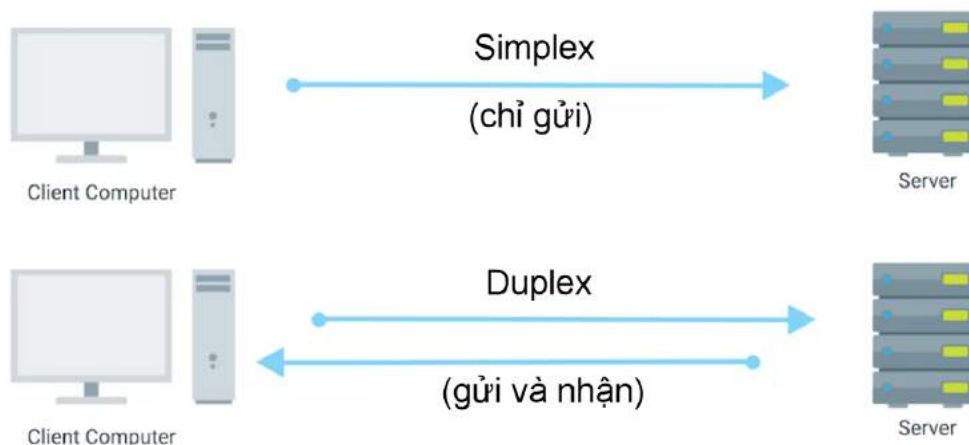 Simplex
(chỉ gửi)
Client Computer
Server
Duplex
(gửi và nhận)
Client Computer
Server